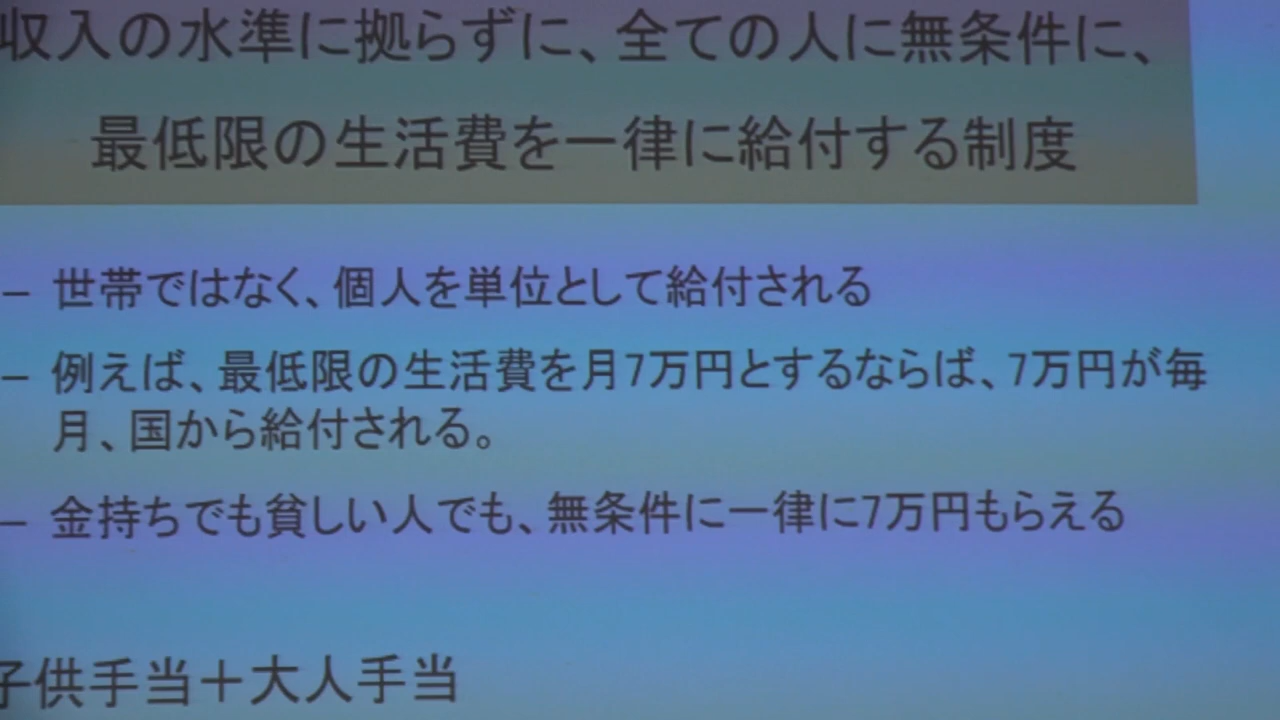 収入の水準に拠らずに、全ての人に無条件に、
最低限の生活費を一律に給付する制度
– 世帯ではなく、個人を単位として給付される
– 例えば、最低限の生活費を月7万円とするならば、7万円が毎
月、国から給付される。
– 金持ちでも貧しい人でも、無条件に一律に7万円もらえる
子供手当＋大人手当